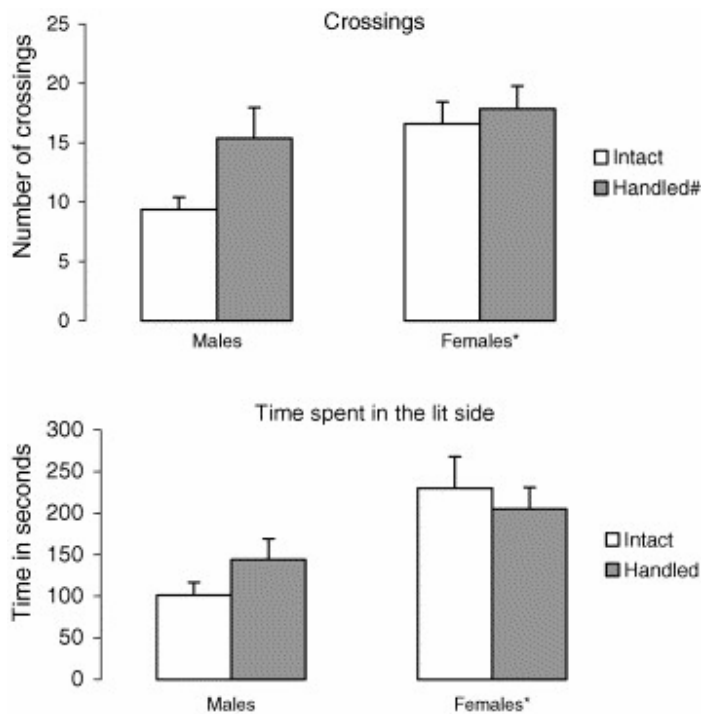 Crossings
Number of crossings
25
20
15
10
5
0
Males
Females*
Intact
Handled#
Time spent in the lit side
Time in seconds
300
250
200
150
100
50
0
Males
Females*
Intact
Handled